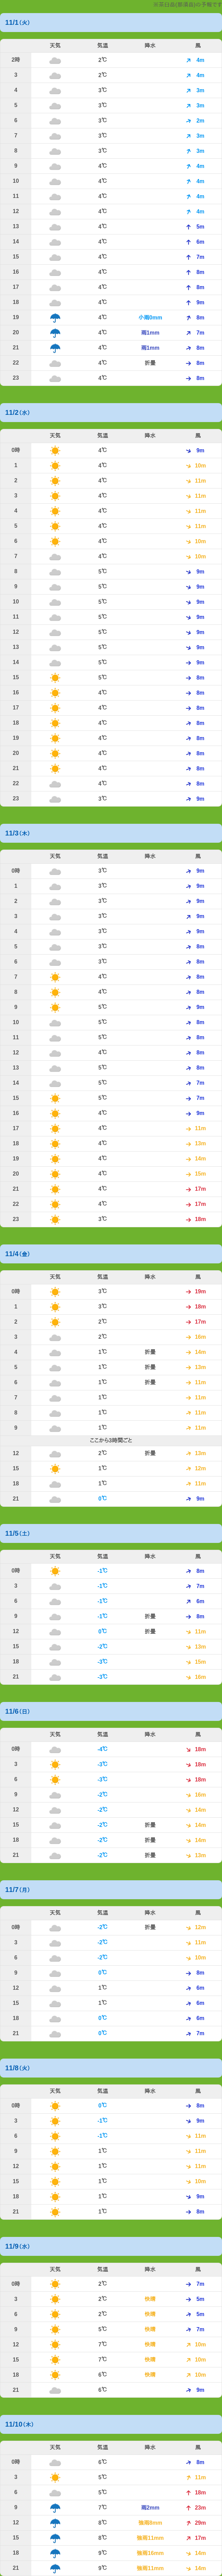 11/1(火)
天気 気温 降水 風
2時 2℃ 4m
3 2℃ 4m
4 3℃ 3m
5 3℃ 3m
6 3℃ 2m
7 3℃ 3m
8 3℃ 3m
9 4℃ 4m
10 4℃ 4m
11 4℃ 4m
12 4℃ 4m
13 4℃ 5m
14 4℃ 6m
15 4℃ 7m
16 4℃ 8m
17 4℃ 8m
18 4℃ 9m
19 4℃ 小雨0mm 8m
20 4℃ 雨1mm 7m
21 4℃ 雨1mm 8m
22 4℃ 折曇 8m
23 3℃ 8m
11/2(水)
天気 気温 降水 風
0時 4℃ 9m
1 4℃ 10m
2 4℃ 11m
3 4℃ 11m
4 4℃ 11m
5 4℃ 11m
6 4℃ 10m
7 4℃ 10m
8 5℃ 9m
9 5℃ 9m
10 5℃ 9m
11 5℃ 9m
12 5℃ 9m
13 5℃ 9m
14 5℃ 9m
15 5℃ 8m
16 4℃ 8m
17 4℃ 8m
18 4℃ 8m
19 4℃ 8m
20 4℃ 8m
21 4℃ 8m
22 4℃ 8m
23 3℃ 9m
11/3(木)
天気 気温 降水 風
0時 3℃ 9m
1 3℃ 9m
2 3℃ 9m
3 3℃ 9m
4 3℃ 9m
5 3℃ 8m
6 3℃ 8m
7 4℃ 8m
8 4℃ 8m
9 5℃ 9m
10 5℃ 8m
11 5℃ 8m
12 4℃ 8m
13 5℃ 8m
14 5℃ 7m
15 5℃ 7m
16 4℃ 9m
17 4℃ 11m
18 4℃ 13m
19 4℃ 14m
20 4℃ 15m
21 4℃ 17m
22 4℃ 17m
23 3℃ 18m
11/4(金)
天気 気温 降水 風
0時 3℃ 19m
1 3℃ 18m
2 2℃ 17m
3 2℃ 16m
4 1℃ 折曇 14m
5 1℃ 折曇 13m
6 1℃ 折曇 11m
7 1℃ 11m
8 1℃ 11m
9 1℃ 11m
ここから3時間ごと
12 2℃ 折曇 13m
15 1℃ 12m
18 1℃ 11m
21 0℃ 9m
11/5(土)
天気 気温 降水 風
0時 -1℃ 8m
3 -1℃ 7m
6 -1℃ 6m
9 -1℃ 折曇 8m
12 0℃ 折曇 11m
15 -2℃ 13m
18 -3℃ 15m
21 -3℃ 16m
11/6(日)
天気 気温 降水 風
0時 -4℃ 18m
3 -3℃ 18m
6 -3℃ 18m
9 -2℃ 16m
12 -2℃ 14m
15 -2℃ 折曇 14m
18 -2℃ 折曇 14m
21 -2℃ 折曇 13m
11/7(月)
天気 気温 降水 風
0時 -2℃ 折曇 12m
3 -2℃ 11m
6 -2℃ 10m
9 0℃ 8m
12 1℃ 6m
15 1℃ 6m
18 0℃ 6m
21 0℃ 7m
11/8(火)
天気 気温 降水 風
0時 0℃ 8m
3 -1℃ 9m
6 -1℃ 11m
9 1℃ 11m
12 1℃ 11m
15 1℃ 10m
18 1℃ 9m
21 1℃ 8m
11/9(水)
天気 気温 降水 風
0時 2℃ 7m
3 2℃ 快晴 5m
6 2℃ 快晴 5m
9 5℃ 快晴 7m
12 7℃ 快晴 10m
15 7℃ 快晴 10m
18 6℃ 快晴 10m
21 6℃ 9m
11/10(木)
天気 気温 降水 風
0時 6℃ 8m
3 5℃ 11m
6 5℃ 18m
9 7℃ 雨2mm 23m
12 8℃ 強雨8mm 29m
15 8℃ 強雨11mm 17m
18 9℃ 強雨16mm 14m
21 9℃ 強雨11mm 14m